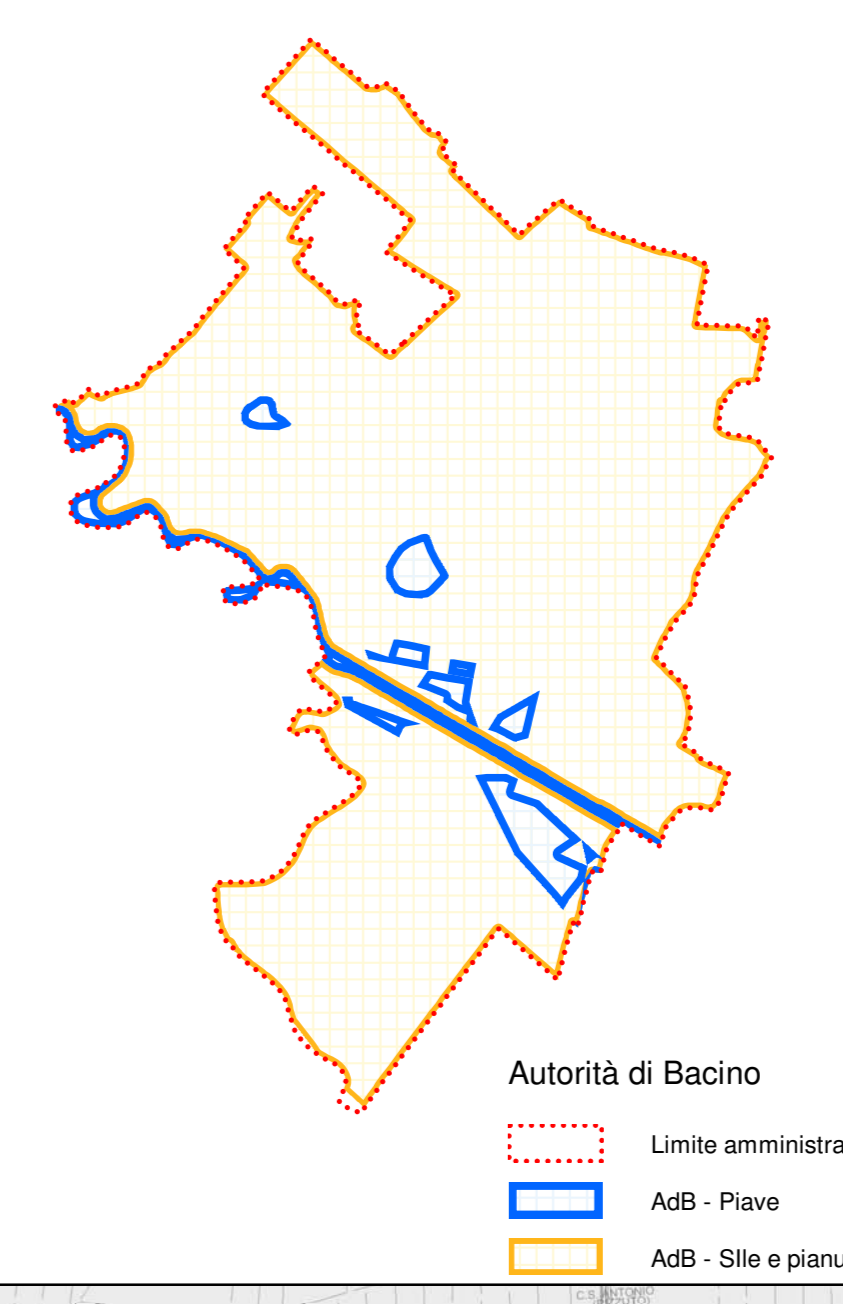 Autorità di Bacino
Limite amministra
AdB - Piave
AdB - SIle e pianu
C.S. ANTONIO